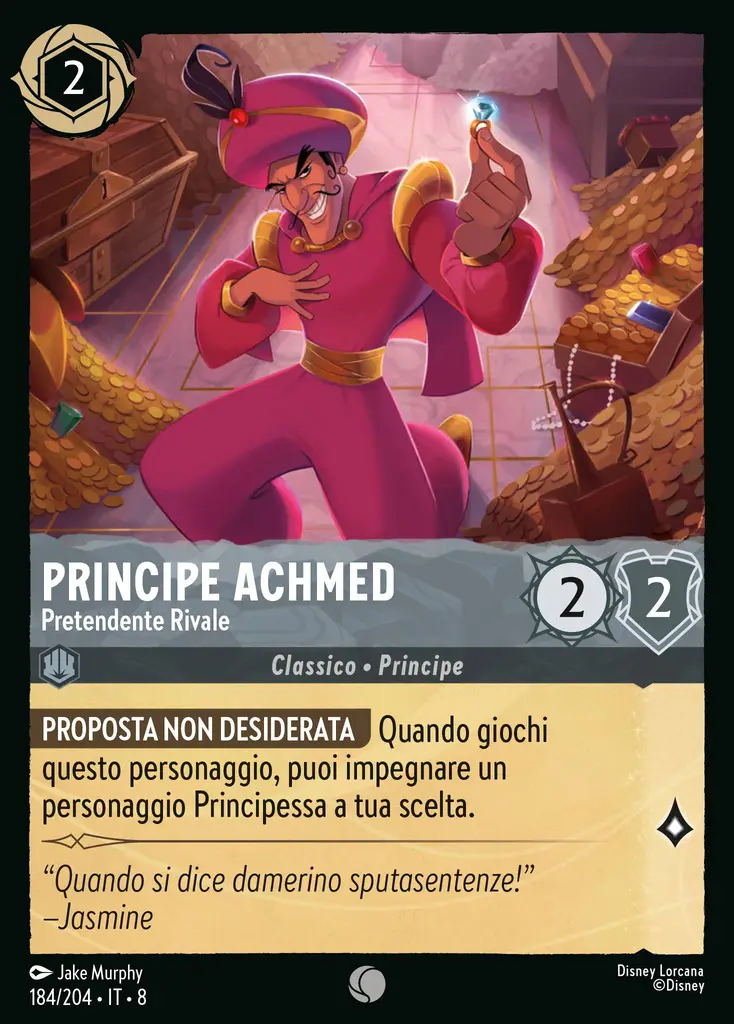 2
PRINCIPE ACHMED
Pretendente Rivale
2
2
Classico • Principe
PROPOSTA NON DESIDERATA Quando giochi
questo personaggio, puoi impegnare un
personaggio Principessa a tua scelta.
“Quando si dice damerino sputasentenze!”
–Jasmine
Jake Murphy
184/204 • IT • 8
Disney Lorcana
©Disney